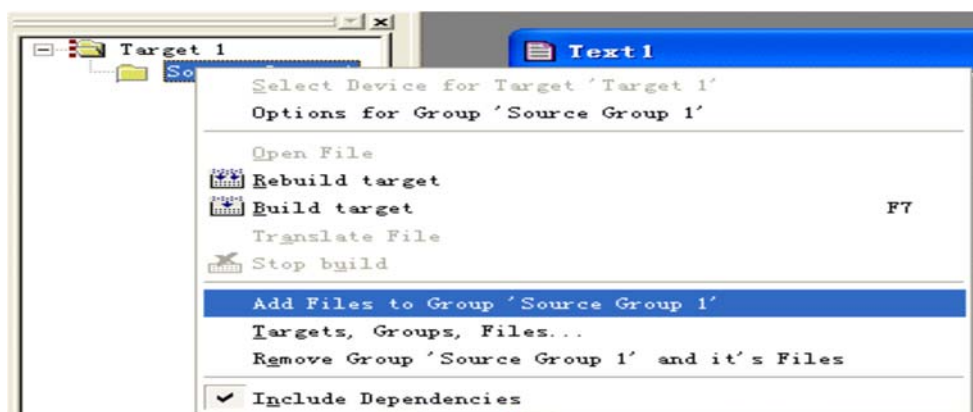 Target 1
Text1
So
Select Device for Target 'Target 1'
Options for Group 'Source Group 1'
Open File
Rebuild target
Build target F7
Translate File
Stop build
Add Files to Group 'Source Group 1'
Targets, Groups, Files...
Remove Group 'Source Group 1' and it's Files
Include Dependencies